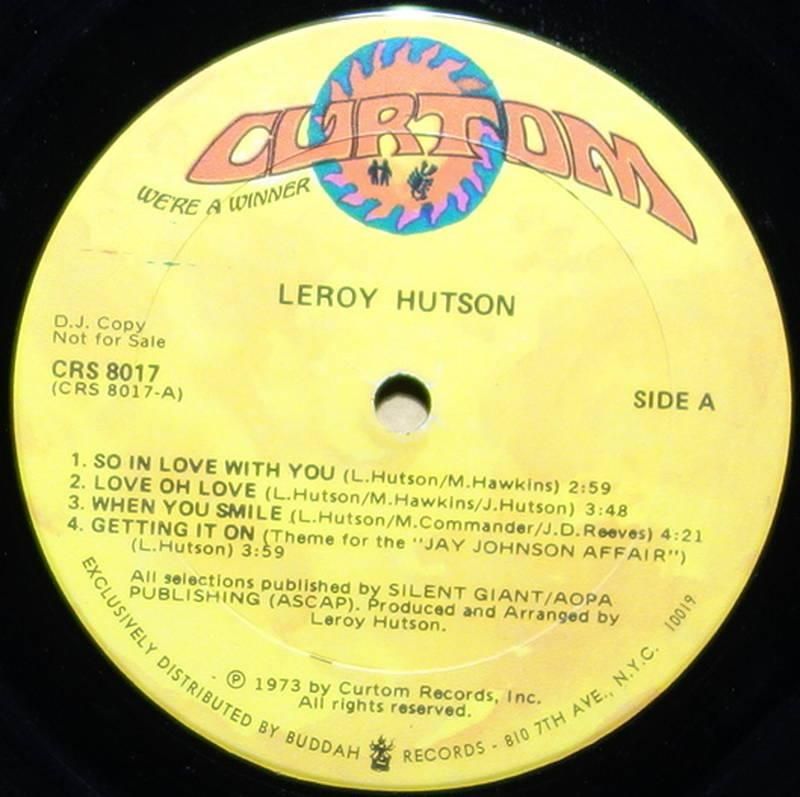 CURTOM
WE'RE A WINNER
LEROY HUTSON
D.J. Copy
Not for Sale
CRS 8017
(CRS 8017-A)
SIDE A
1. SO IN LOVE WITH YOU (L.Hutson/M.Hawkins) 2:59
2. LOVE OH LOVE (L.Hutson/M.Hawkins/J.Hutson) 3:48
3. WHEN YOU SMILE (L.Hutson/M.Commander/J.D.Reeves) 4:21
4. GETTING IT ON (Theme for the "JAY JOHNSON AFFAIR")
(L.Hutson) 3:59
All selections published by SILENT GIANT/AOPA
PUBLISHING (ASCAP). Produced and Arranged by
Leroy Hutson.
℗ 1973 by Curtom Records, Inc.
All rights reserved.
EXCLUSIVELY DISTRIBUTED BY BUDDAH RECORDS - 810 7TH AVE., N.Y.C. 10019